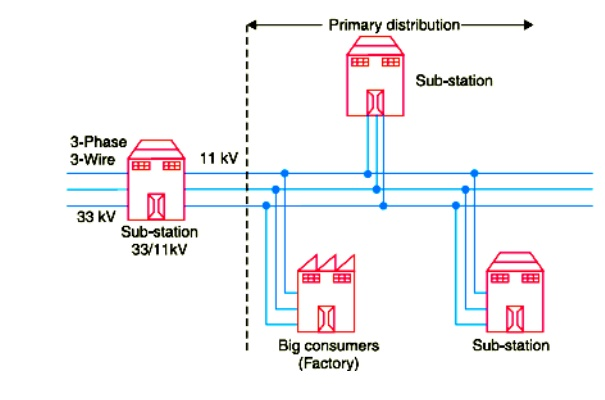 Primary distribution
Sub-station
3-Phase
3-Wire
11 kV
33 kV
Sub-station
33/11kV
Big consumers
(Factory)
Sub-station